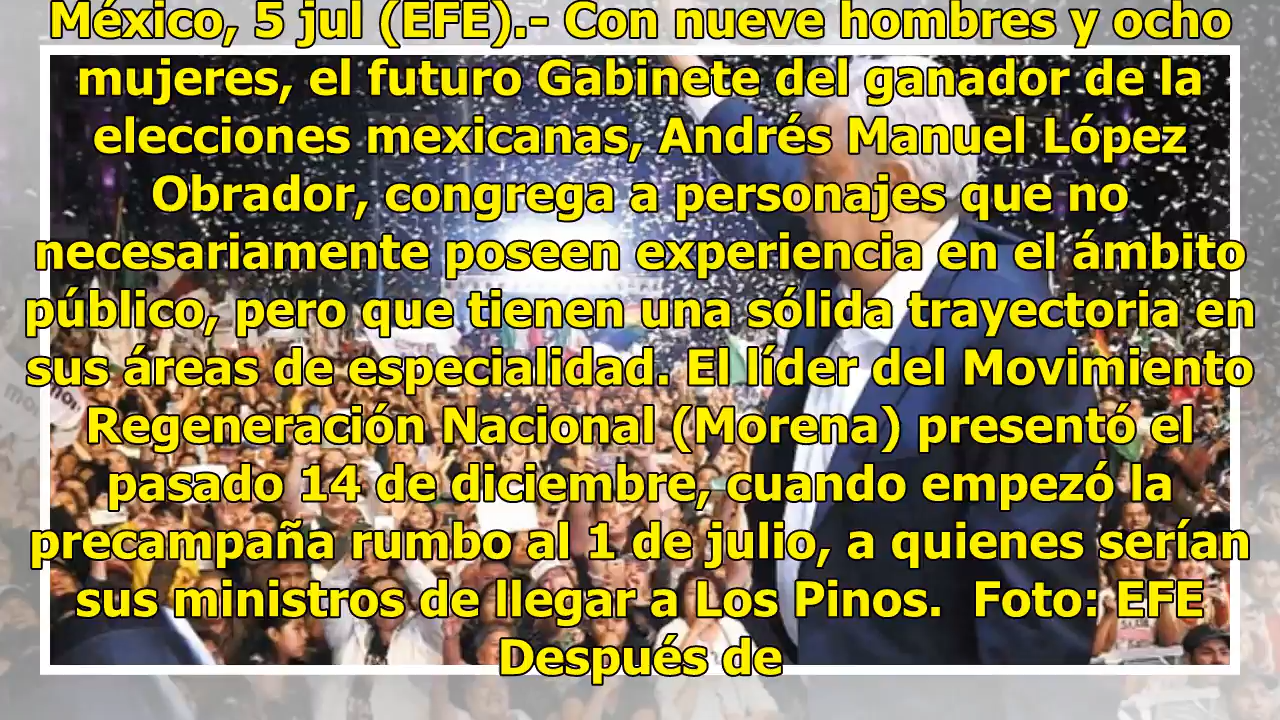 México, 5 jul (EFE).- Con nueve hombres y ocho
mujeres, el futuro Gabinete del ganador de la
elecciones mexicanas, Andrés Manuel López
Obrador, congrega a personajes que no
necesariamente poseen experiencia en el ámbito
público, pero que tienen una sólida trayectoria en
sus áreas de especialidad. El líder del Movimiento
Regeneración Nacional (Morena) presentó el
pasado 14 de diciembre, cuando empezó la
precampaña rumbo al 1 de julio, a quienes serían
sus ministros de llegar a Los Pinos.  Foto: EFE
Después de